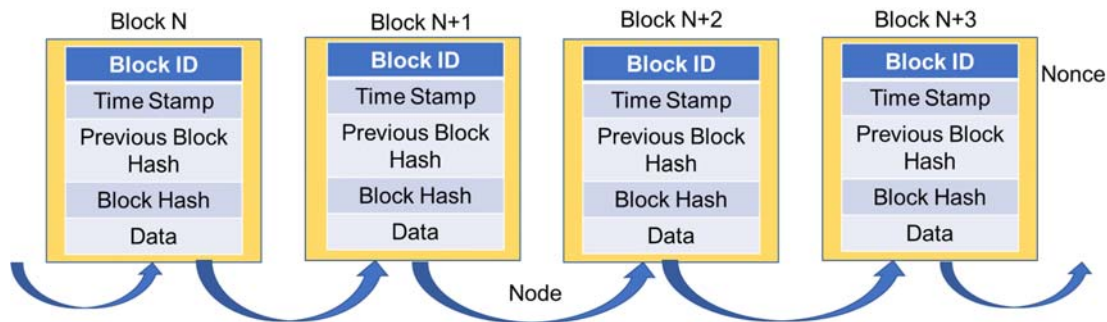 Block N
Block ID
Time Stamp
Previous Block
Hash
Block Hash
Data
Block N+1
Block ID
Time Stamp
Previous Block
Hash
Block Hash
Data
Block N+2
Block ID
Time Stamp
Previous Block
Hash
Block Hash
Data
Block N+3
Block ID
Time Stamp
Previous Block
Hash
Block Hash
Data
Nonce
Node